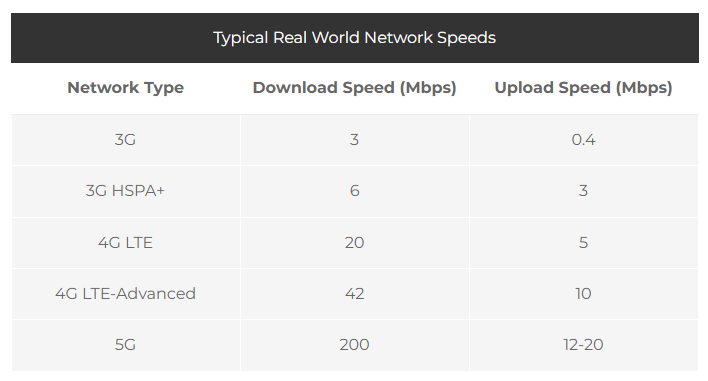 Typical Real World Network Speeds
Network Type Download Speed (Mbps) Upload Speed (Mbps)
3G 3 0.4
3G HSPA+ 6 3
4G LTE 20 5
4G LTE-Advanced 42 10
5G 200 12-20